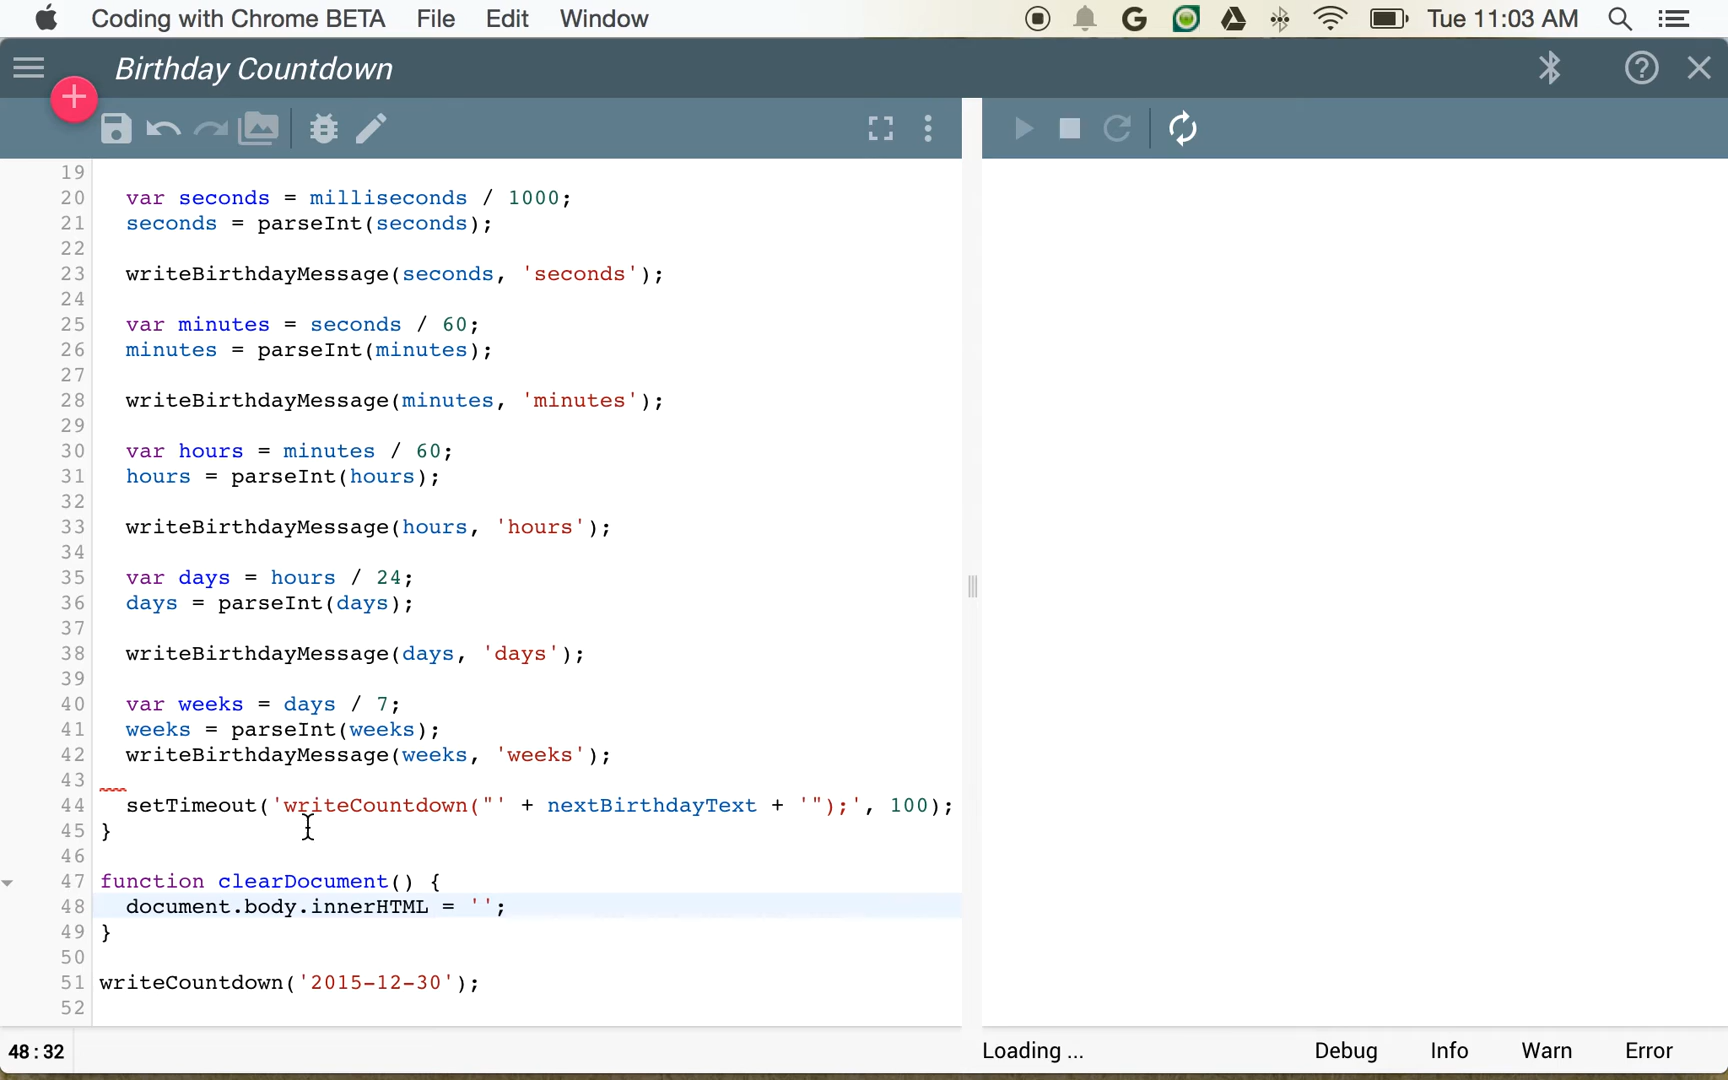 Coding with Chrome BETA File Edit Window Tue 11:03 AM
Birthday Countdown
19
20 var seconds = milliseconds / 1000;
21 seconds = parseInt(seconds);
22
23 writeBirthdayMessage(seconds, 'seconds');
24
25 var minutes = seconds / 60;
26 minutes = parseInt(minutes);
27
28 writeBirthdayMessage(minutes, 'minutes');
29
30 var hours = minutes / 60;
31 hours = parseInt(hours);
32
33 writeBirthdayMessage(hours, 'hours');
34
35 var days = hours / 24;
36 days = parseInt(days);
37
38 writeBirthdayMessage(days, 'days');
39
40 var weeks = days / 7;
41 weeks = parseInt(weeks);
42 writeBirthdayMessage(weeks, 'weeks');
43
44 setTimeout('writeCountdown("' + nextBirthdayText + '");', 100);
45 }
46
47 function clearDocument() {
48 document.body.innerHTML = '';
49 }
50
51 writeCountdown('2015-12-30');
52
48:32 Loading ... Debug Info Warn Error